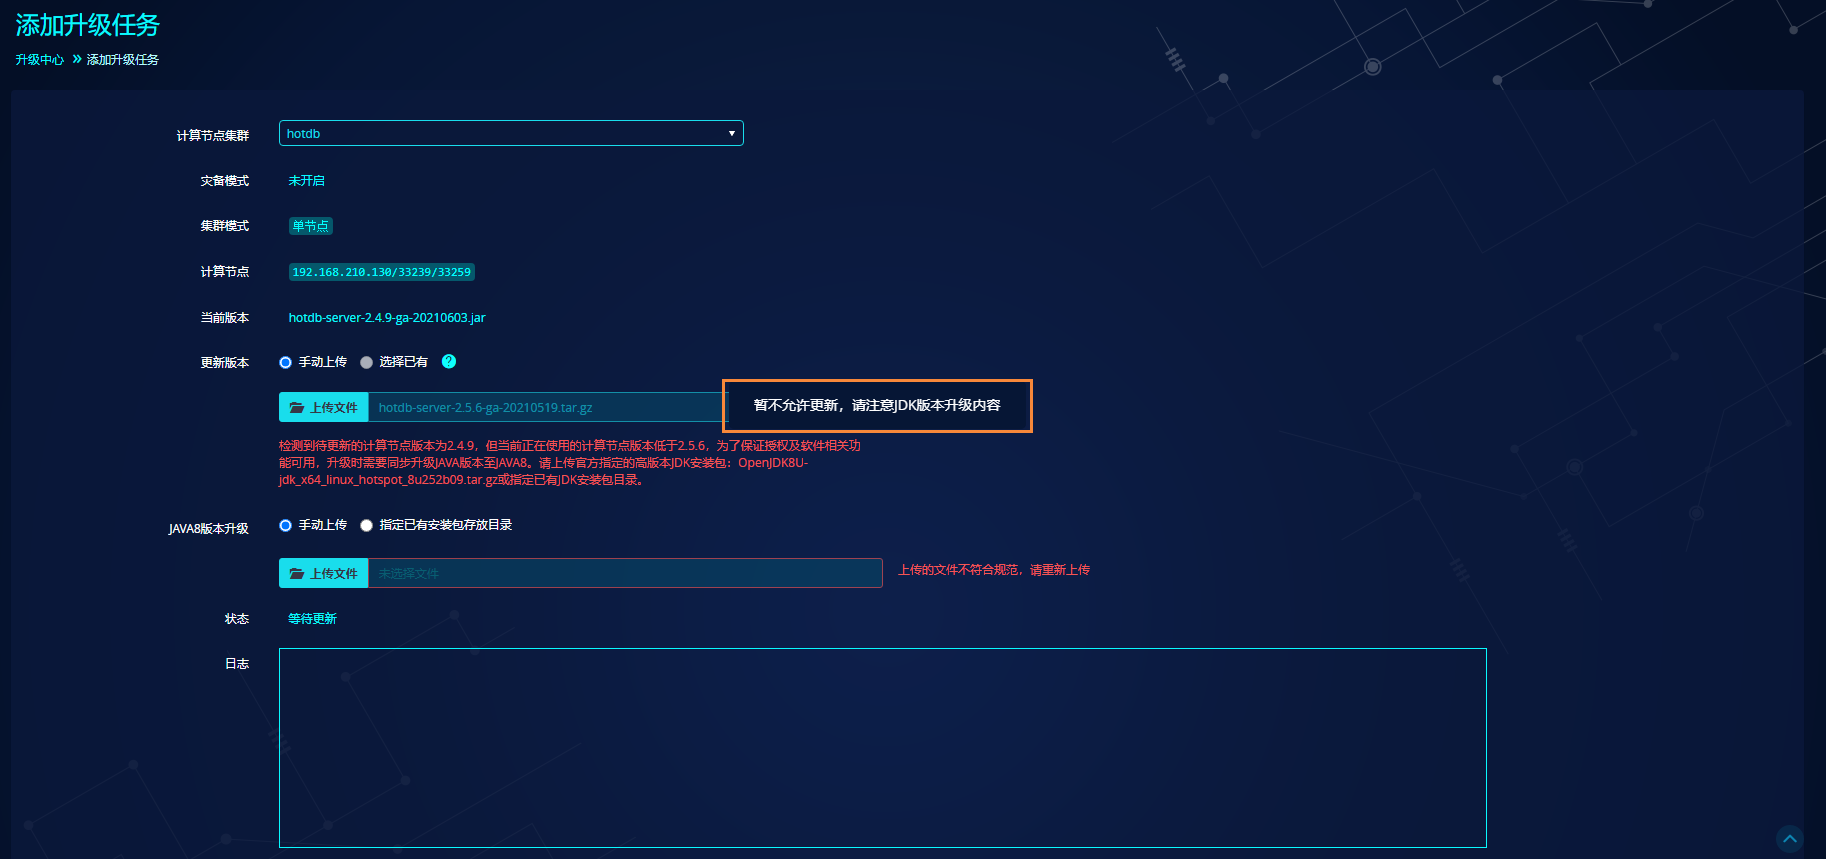 添加升级任务
升级中心 » 添加升级任务
计算节点集群 hotdb
灾备模式 未开启
集群模式 单节点
计算节点 192.168.210.130/33239/33259
当前版本 hotdb-server-2.4.9-ga-20210603.jar
更新版本 手动上传 选择已有 ?
上传文件 hotdb-server-2.5.6-ga-20210519.tar.gz 暂不允许更新，请注意JDK版本升级内容
检测到待更新的计算节点版本为2.4.9，但当前正在使用的计算节点版本低于2.5.6，为了保证授权及软件相关功
能可用，升级时需要同步升级JAVA版本至JAVA8。请上传官方指定的高版本JDK安装包：OpenJDK8U-
jdk_x64_linux_hotspot_8u252b09.tar.gz或指定已有JDK安装包目录。
JAVA8版本升级 手动上传 指定已有安装包存放目录
上传文件 未选择文件 上传的文件不符合规范，请重新上传
状态 等待更新
日志